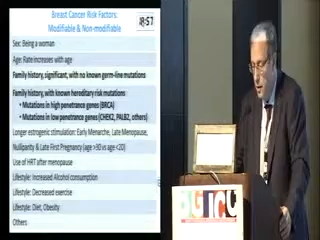 Breast Cancer Risk Factors:
Modifiable & Non-modifiable
Sex: Being a woman
Age: Rate increases with age
Family history, significant, with no known germ-line mutations
Family history, with known hereditary risk mutations
• Mutations in high penetrance genes (BRCA)
• Mutations in low penetrance genes (CHEK2, PALB2, others)
Longer estrogenic stimulation: Early Menarche, Late Menopause,
Nulliparity & Late First Pregnancy (age >30 vs age <20)
Use of HRT after menopause
Lifestyle: Increased Alcohol consumption
Lifestyle: Decreased exercise
Lifestyle: Diet, Obesity
Others